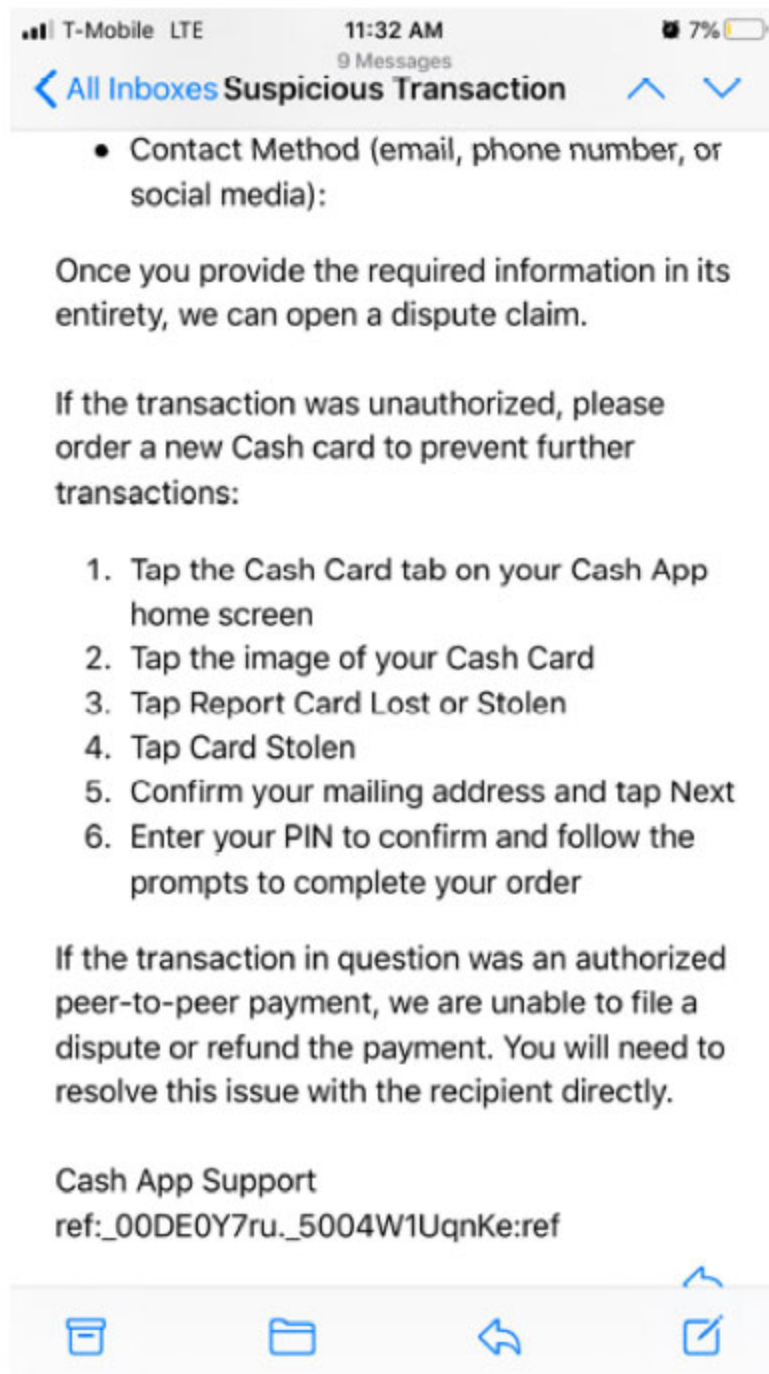 T-Mobile LTE 11:32 AM 7%
9 Messages
All Inboxes Suspicious Transaction
• Contact Method (email, phone number, or
social media):
Once you provide the required information in its
entirety, we can open a dispute claim.
If the transaction was unauthorized, please
order a new Cash card to prevent further
transactions:
1. Tap the Cash Card tab on your Cash App
home screen
2. Tap the image of your Cash Card
3. Tap Report Card Lost or Stolen
4. Tap Card Stolen
5. Confirm your mailing address and tap Next
6. Enter your PIN to confirm and follow the
prompts to complete your order
If the transaction in question was an authorized
peer-to-peer payment, we are unable to file a
dispute or refund the payment. You will need to
resolve this issue with the recipient directly.
Cash App Support
ref:_00DE0Y7ru._5004W1UqnKe:ref